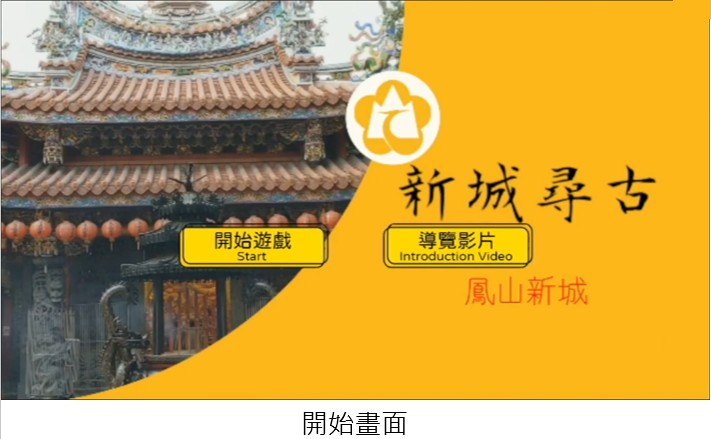 新城尋古
開始遊戲
Start
導覽影片
Introduction Video
鳳山新城
開始畫面